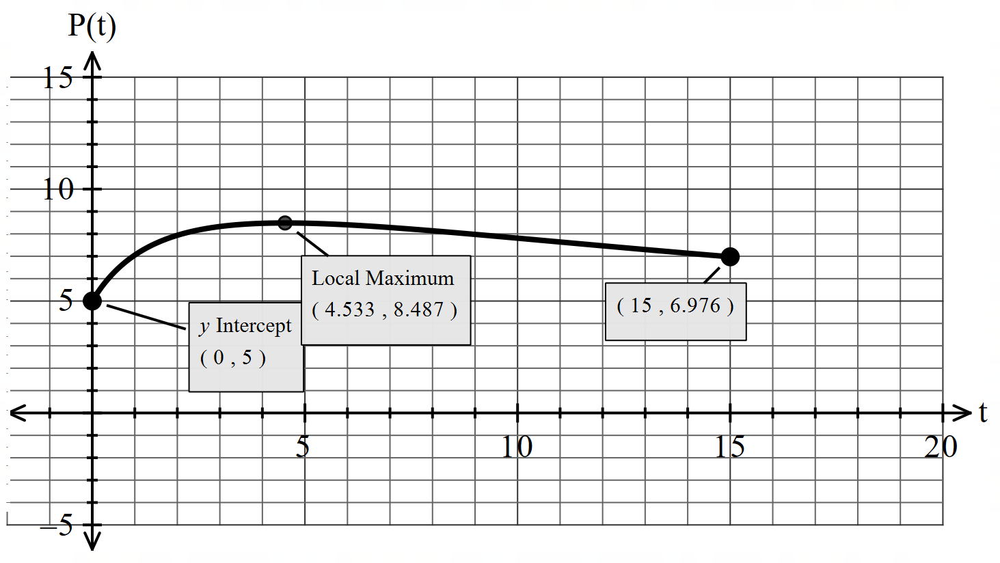 P(t)
15
10
5
−5
Local Maximum
( 4.533 , 8.487 )
y Intercept
( 0 , 5 )
( 15 , 6.976 )
t
5
10
15
20